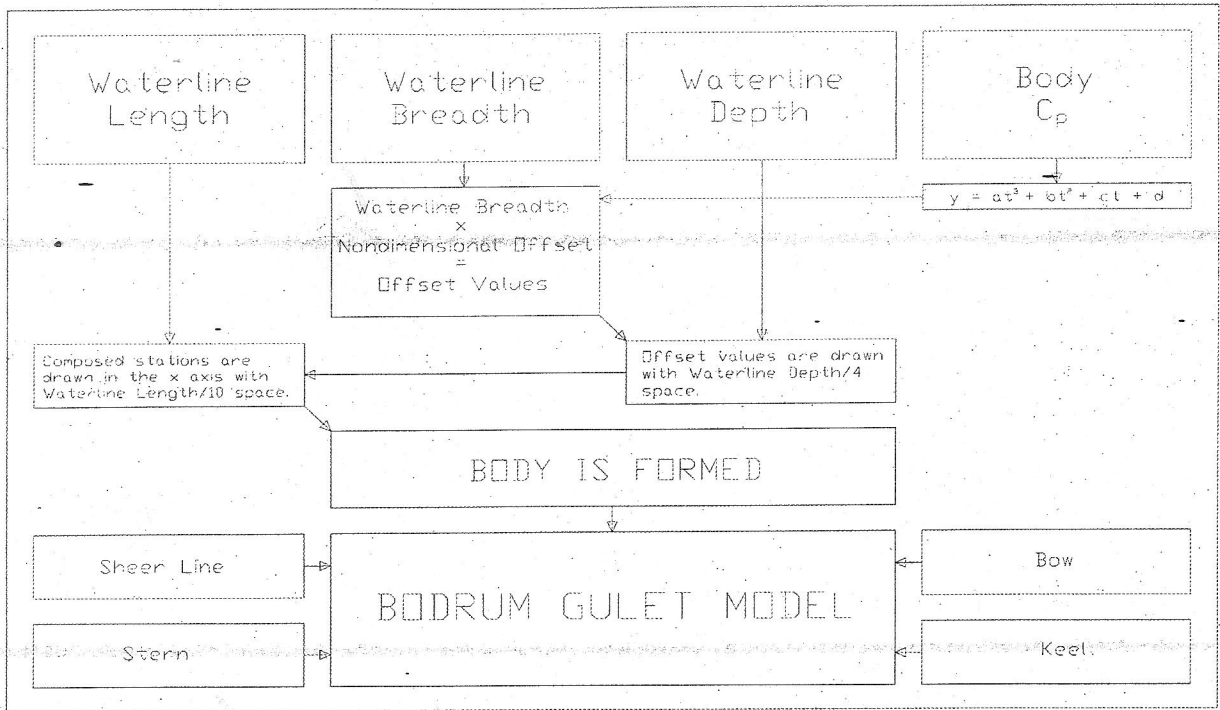 Waterline
Length
Waterline
Breadth
Waterline
Depth
Body
Cp
y = at³ + bt² + ct + d
Waterline Breadth
×
Nondimensional Offset
=
Offset Values
Composed stations are
drawn in the x axis with
Waterline Length/10 space.
Offset Values are drawn
with Waterline Depth/4
space.
BODY IS FORMED
Sheer Line
Stern
BODRUM GULET MODEL
Bow
Keel